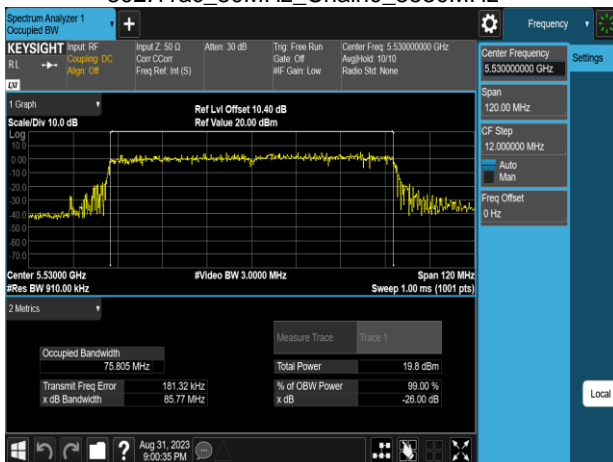 Spectrum Analyzer 1
Occupied BW
+
Frequency
KEYSIGHT
RL
LXI
Input: RF
Coupling: DC
Align: Off
Input Z: 50 Ω
Corr CCorr
Freq Ref: Int (S)
Atten: 30 dB
Trig: Free Run
Gate: Off
#IF Gain: Low
Center Freq: 5.530000000 GHz
Avg|Hold: 10/10
Radio Std: None
Center Frequency
5.530000000 GHz
Settings
Span
120.00 MHz
CF Step
12.000000 MHz
Auto
Man
Freq Offset
0 Hz
Local
1 Graph
Scale/Div 10.0 dB
Ref Lvl Offset 10.40 dB
Ref Value 20.00 dBm
Log
10.0
0.00
-10.0
-20.0
-30.0
-40.0
-50.0
-60.0
-70.0
Center 5.53000 GHz
#Video BW 3.0000 MHz
Span 120 MHz
#Res BW 910.00 kHz
Sweep 1.00 ms (1001 pts)
2 Metrics
Measure Trace
Trace 1
Occupied Bandwidth
75.805 MHz
Total Power
19.8 dBm
Transmit Freq Error
181.32 kHz
% of OBW Power
99.00 %
x dB Bandwidth
85.77 MHz
x dB
-26.00 dB
?
Aug 31, 2023
9:00:35 PM